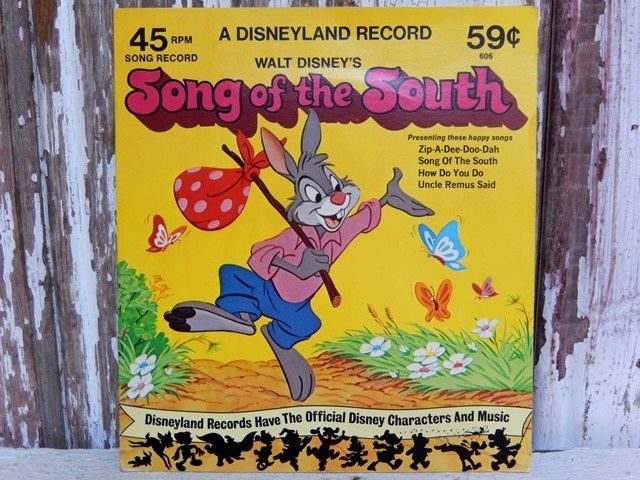 45 RPM
SONG RECORD
A DISNEYLAND RECORD
59¢
606
WALT DISNEY'S
Song of the South
Presenting these happy songs
Zip-A-Dee-Doo-Dah
Song Of The South
How Do You Do
Uncle Remus Said
Disneyland Records Have The Official Disney Characters And Music